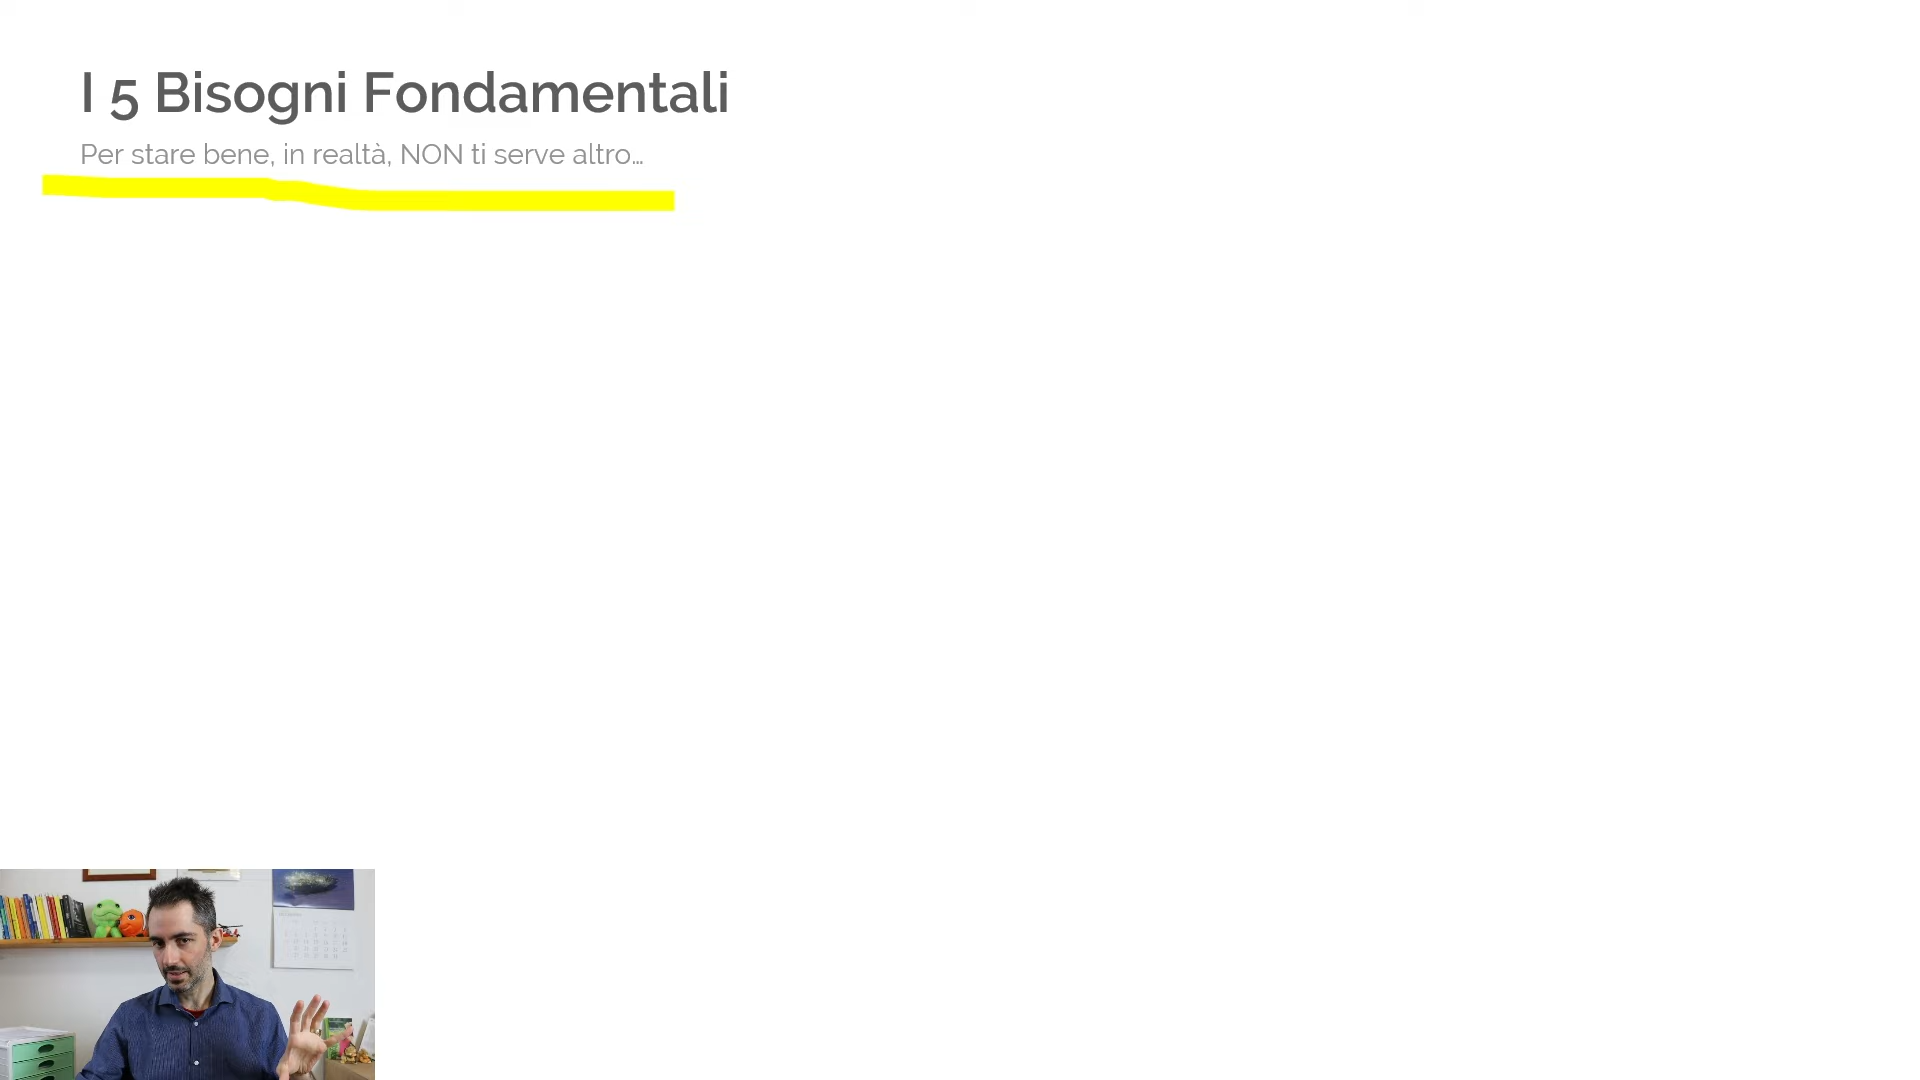 I 5 Bisogni Fondamentali
Per stare bene, in realtà, NON ti serve altro…